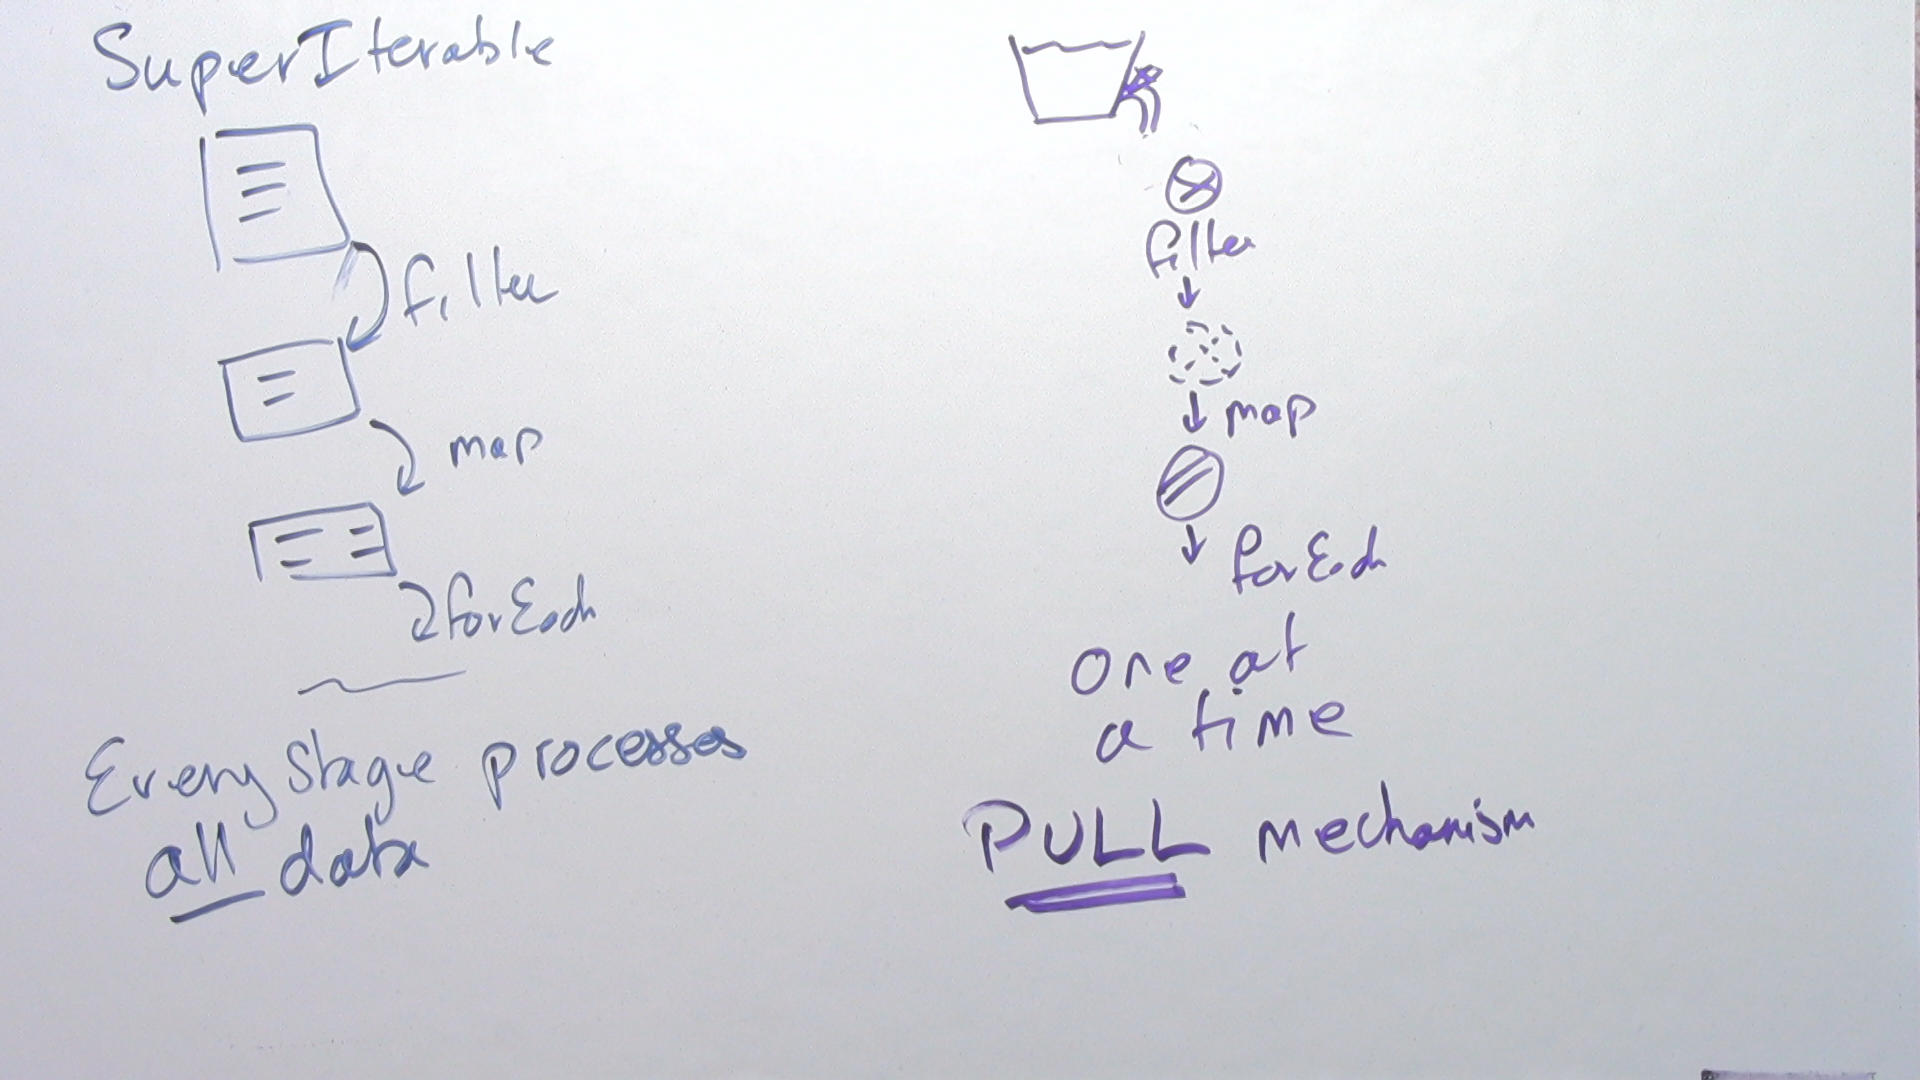 SuperIterable
filter
map
forEach
Every stage processes
all data
filter
map
forEach
One at
a time
PULL mechanism